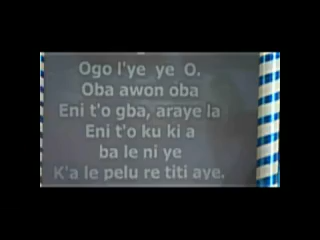 Ogo l'ye ye O.
Oba awon oba
Eni t'o gba, araye la
Eni t'o ku ki a
ba le ni ye
K'a le pelu re titi aye.